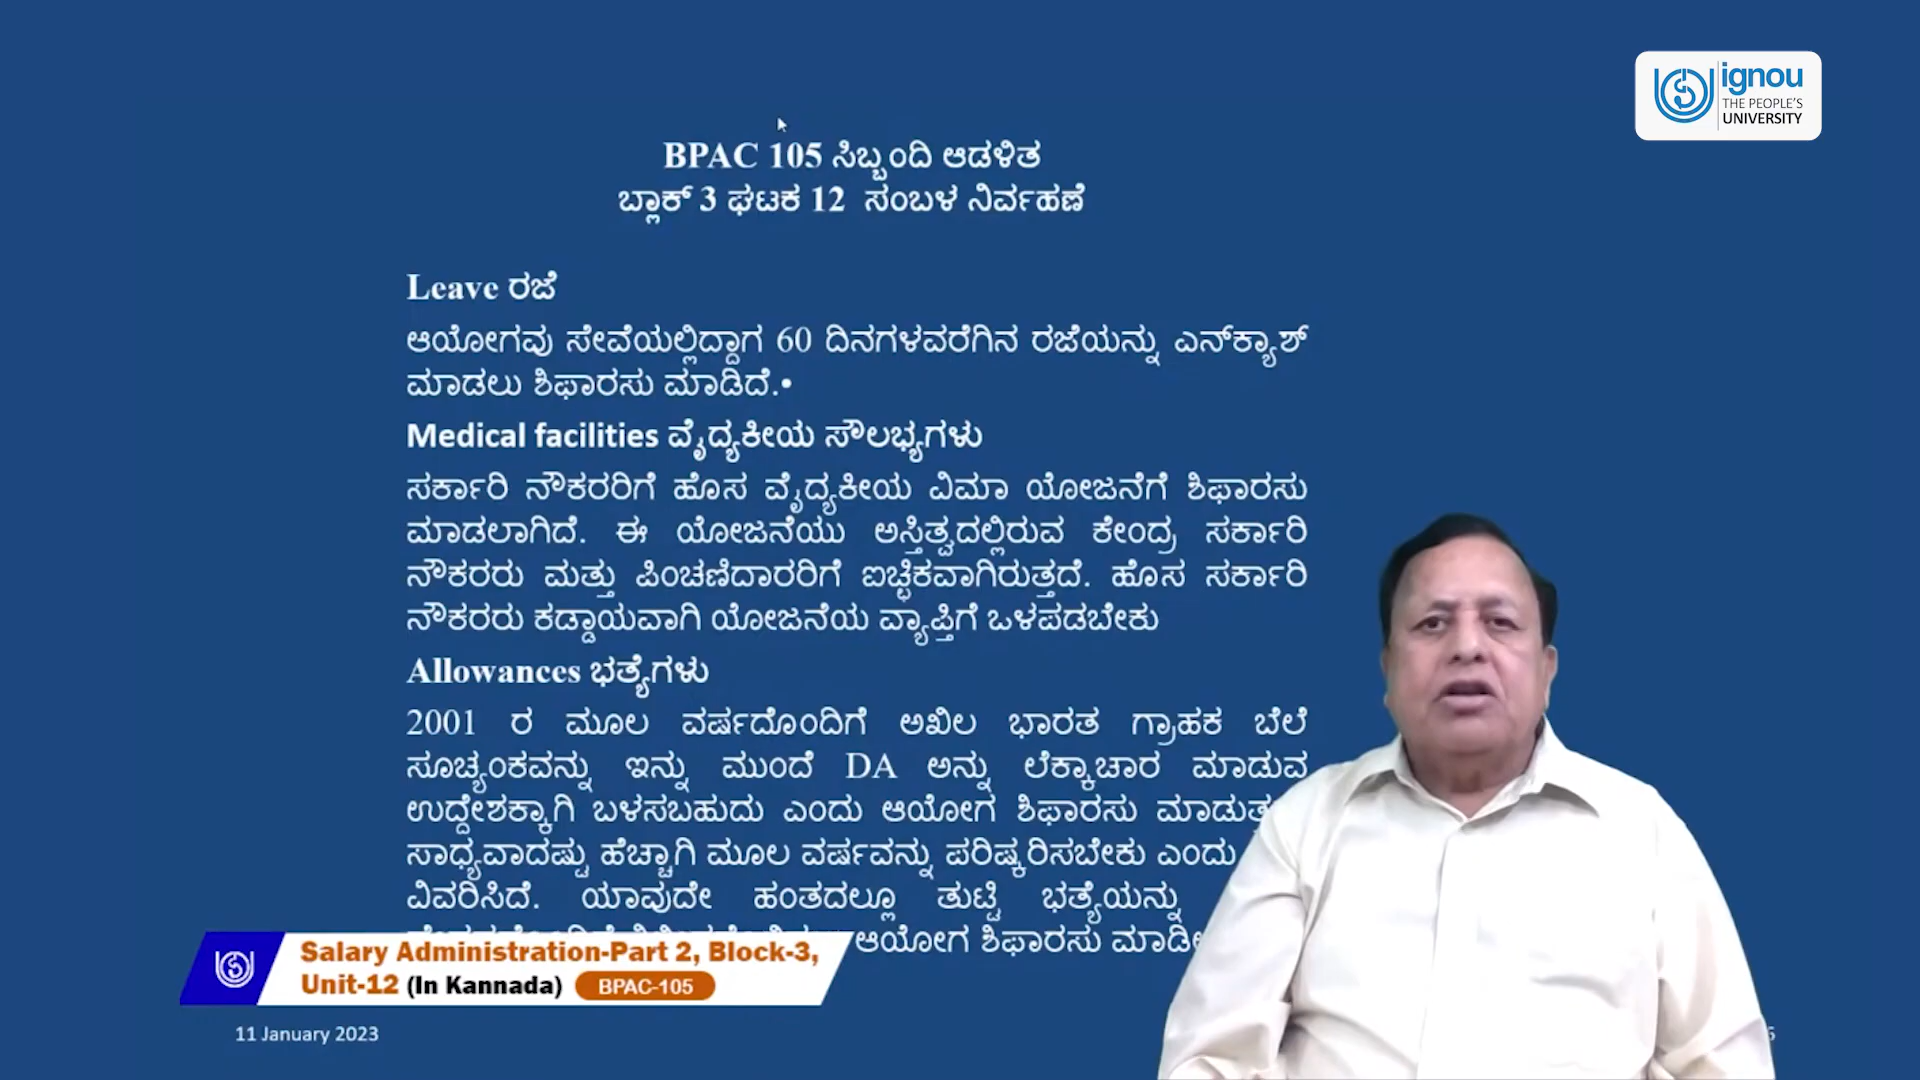 ignou
THE PEOPLE'S
UNIVERSITY
BPAC 105 ಸಿಬ್ಬಂದಿ ಆಡಳಿತ
ಬ್ಲಾಕ್ 3 ಘಟಕ 12 ಸಂಬಳ ನಿರ್ವಹಣೆ
Leave ರಜೆ
ಆಯೋಗವು ಸೇವೆಯಲ್ಲಿದ್ದಾಗ 60 ದಿನಗಳವರೆಗಿನ ರಜೆಯನ್ನು ಎನ್‌ಕ್ಯಾಶ್
ಮಾಡಲು ಶಿಫಾರಸು ಮಾಡಿದೆ.•
Medical facilities ವೈದ್ಯಕೀಯ ಸೌಲಭ್ಯಗಳು
ಸರ್ಕಾರಿ ನೌಕರರಿಗೆ ಹೊಸ ವೈದ್ಯಕೀಯ ವಿಮಾ ಯೋಜನೆಗೆ ಶಿಫಾರಸು
ಮಾಡಲಾಗಿದೆ. ಈ ಯೋಜನೆಯು ಅಸ್ತಿತ್ವದಲ್ಲಿರುವ ಕೇಂದ್ರ ಸರ್ಕಾರಿ
ನೌಕರರು ಮತ್ತು ಪಿಂಚಣಿದಾರರಿಗೆ ಐಚ್ಛಿಕವಾಗಿರುತ್ತದೆ. ಹೊಸ ಸರ್ಕಾರಿ
ನೌಕರರು ಕಡ್ಡಾಯವಾಗಿ ಯೋಜನೆಯ ವ್ಯಾಪ್ತಿಗೆ ಒಳಪಡಬೇಕು
Allowances ಭತ್ಯೆಗಳು
2001 ರ ಮೂಲ ವರ್ಷದೊಂದಿಗೆ ಅಖಿಲ ಭಾರತ ಗ್ರಾಹಕ ಬೆಲೆ
ಸೂಚ್ಯಂಕವನ್ನು ಇನ್ನು ಮುಂದೆ DA ಅನ್ನು ಲೆಕ್ಕಾಚಾರ ಮಾಡುವ
ಉದ್ದೇಶಕ್ಕಾಗಿ ಬಳಸಬಹುದು ಎಂದು ಆಯೋಗ ಶಿಫಾರಸು
ಸಾಧ್ಯವಾದಷ್ಟು ಹೆಚ್ಚಾಗಿ ಮೂಲ ವರ್ಷವನ್ನು ಪರಿಷ್ಕರಿಸಬೇಕು ಎಂದು
ವಿವರಿಸಿದೆ. ಯಾವುದೇ ಹಂತದಲ್ಲೂ ತುಟ್ಟಿ ಭತ್ಯೆಯನ್ನು
ಆಯೋಗ ಶಿಫಾರಸು
Salary Administration-Part 2, Block-3,
Unit-12 (In Kannada) BPAC-105
11 January 2023